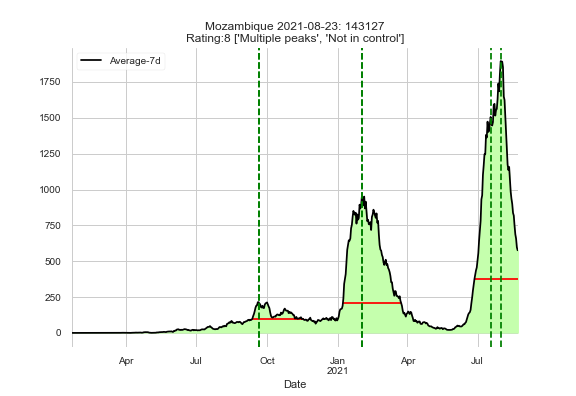 Mozambique 2021-08-23: 143127
Rating:8 ['Multiple peaks', 'Not in control']
Average-7d
1750
1500
1250
1000
750
500
250
0
Apr
Jul
Oct
Jan
2021
Apr
Jul
Date